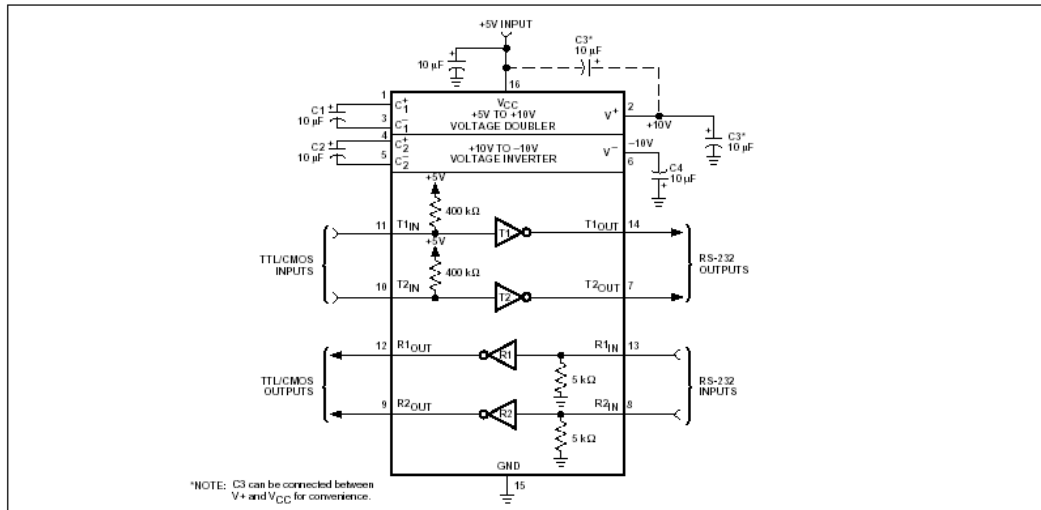 +5V INPUT
C3*
10 µF
10 µF
16
1
VCC
+5V TO +10V
VOLTAGE DOUBLER
C1+
C1
10 µF
3
C1−
V+
2
+10V
C3*
10 µF
4
C2+
C2
10 µF
5
C2−
+10V TO −10V
VOLTAGE INVERTER
V−
−10V
6
C4
10 µF
+5V
400 kΩ
11
T1IN
T1
T1OUT
14
+5V
400 kΩ
TTL/CMOS
INPUTS
RS-232
OUTPUTS
10
T2IN
T2
T2OUT
7
12
R1OUT
R1
R1IN
13
5 kΩ
TTL/CMOS
OUTPUTS
RS-232
INPUTS
9
R2OUT
R2
R2IN
8
5 kΩ
GND
15
*NOTE: C3 can be connected between
V+ and VCC for convenience.